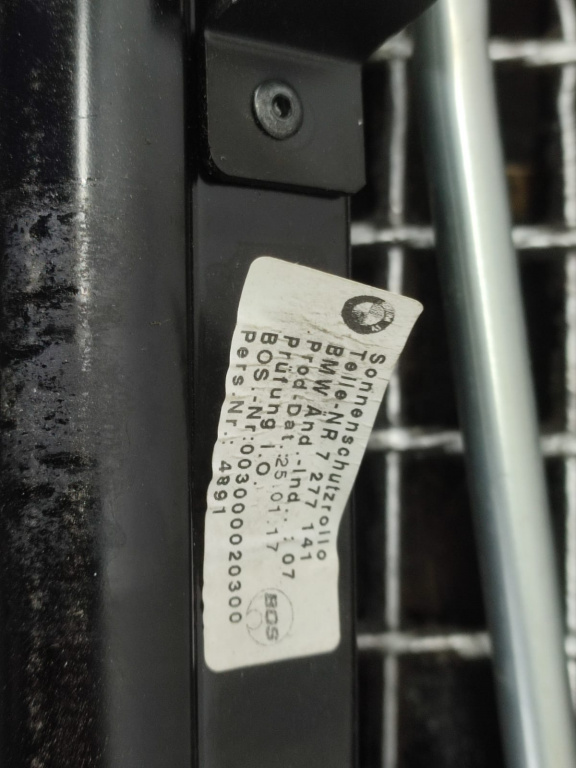 Sonnenschutzrollo
Teile-NR 7 277 141
BMW Änd.-Ind.: 07
Prod.Dat.:25.01.17
Prüfung i.O.
BOS.-Nr:003000020300
Pers.Nr.: 4891
BOS